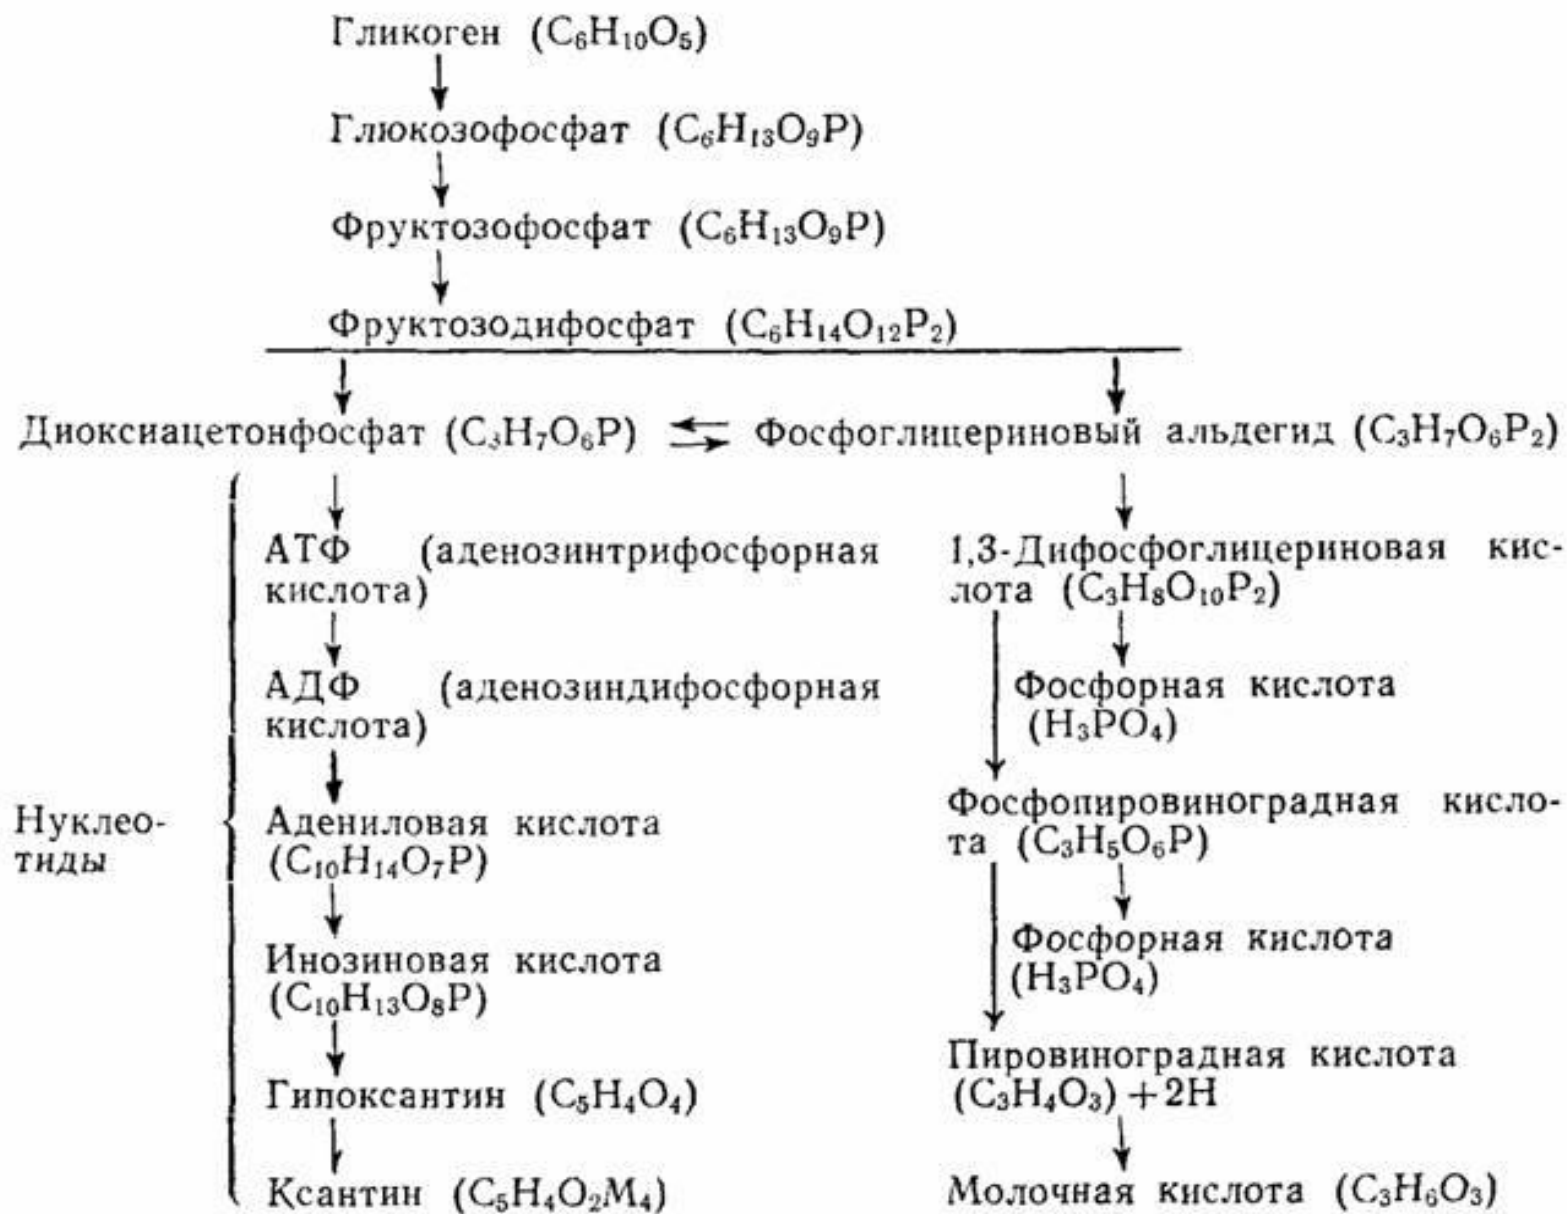 Гликоген (C₆H₁₀O₅)
Глюкозофосфат (C₆H₁₃O₉P)
Фруктозофосфат (C₆H₁₃O₉P)
Фруктозодифосфат (C₆H₁₄O₁₂P₂)
Диоксиацетонфосфат (C₃H₇O₆P) ⇆ Фосфоглицериновый альдегид (C₃H₇O₆P₂)
Нуклео-
тиды
АТФ (аденозинтрифосфорная
кислота)
АДФ (аденозиндифосфорная
кислота)
Адениловая кислота
(C₁₀H₁₄O₇P)
Инозиновая кислота
(C₁₀H₁₃O₈P)
Гипоксантин (C₅H₄O₄)
Ксантин (C₅H₄O₂M₄)
1,3-Дифосфоглицериновая кис-
лота (C₃H₈O₁₀P₂)
Фосфорная кислота
(H₃PO₄)
Фосфопировиноградная кисло-
та (C₃H₅O₆P)
Фосфорная кислота
(H₃PO₄)
Пировиноградная кислота
(C₃H₄O₃)+2H
Молочная кислота (C₃H₆O₃)